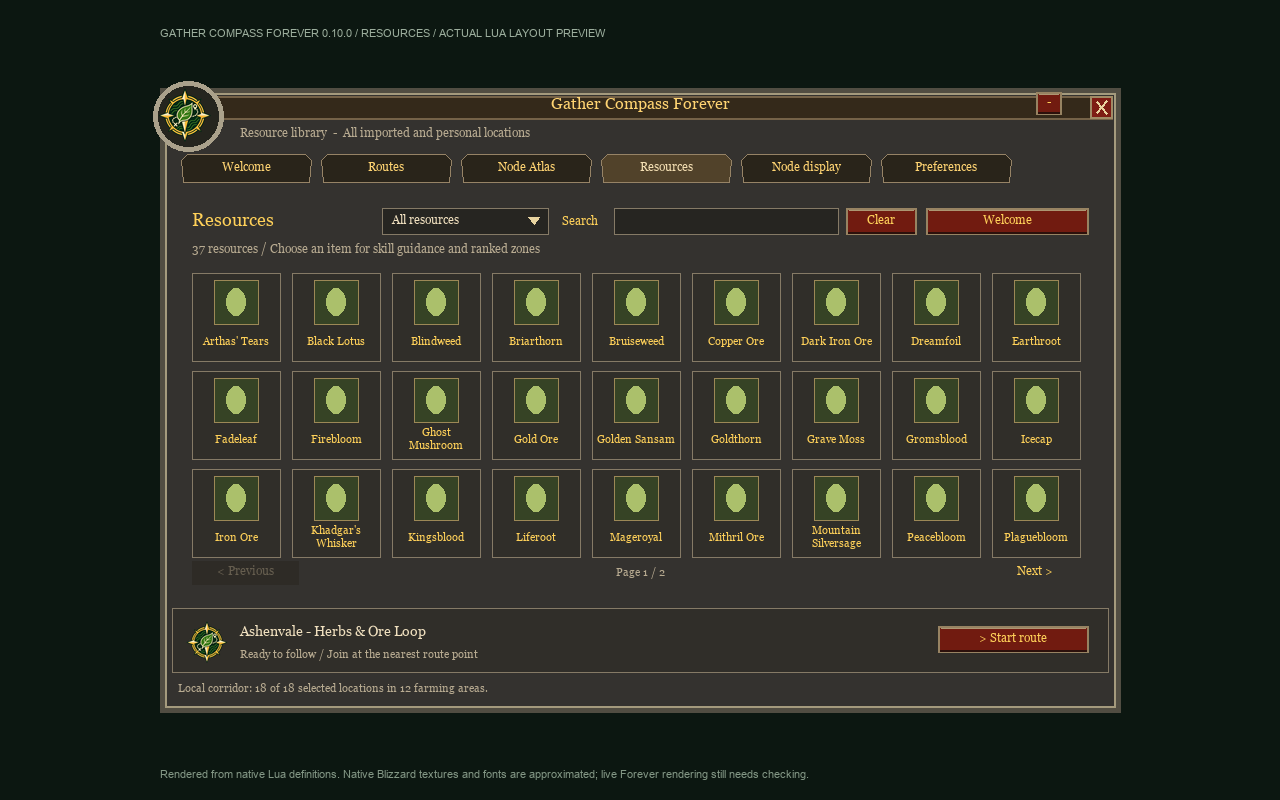 GATHER COMPASS FOREVER 0.10.0 / RESOURCES / ACTUAL LUA LAYOUT PREVIEW
Gather Compass Forever
-
X
Resource library - All imported and personal locations
Welcome
Routes
Node Atlas
Resources
Node display
Preferences
Resources
All resources
Search
Clear
Welcome
37 resources / Choose an item for skill guidance and ranked zones
Arthas' Tears
Black Lotus
Blindweed
Briarthorn
Bruiseweed
Copper Ore
Dark Iron Ore
Dreamfoil
Earthroot
Fadeleaf
Firebloom
Ghost
Mushroom
Gold Ore
Golden Sansam
Goldthorn
Grave Moss
Gromsblood
Icecap
Iron Ore
Khadgar's
Whisker
Kingsblood
Liferoot
Mageroyal
Mithril Ore
Mountain
Silversage
Peacebloom
Plaguebloom
< Previous
Page 1 / 2
Next >
Ashenvale - Herbs & Ore Loop
Ready to follow / Join at the nearest route point
> Start route
Local corridor: 18 of 18 selected locations in 12 farming areas.
Rendered from native Lua definitions. Native Blizzard textures and fonts are approximated; live Forever rendering still needs checking.